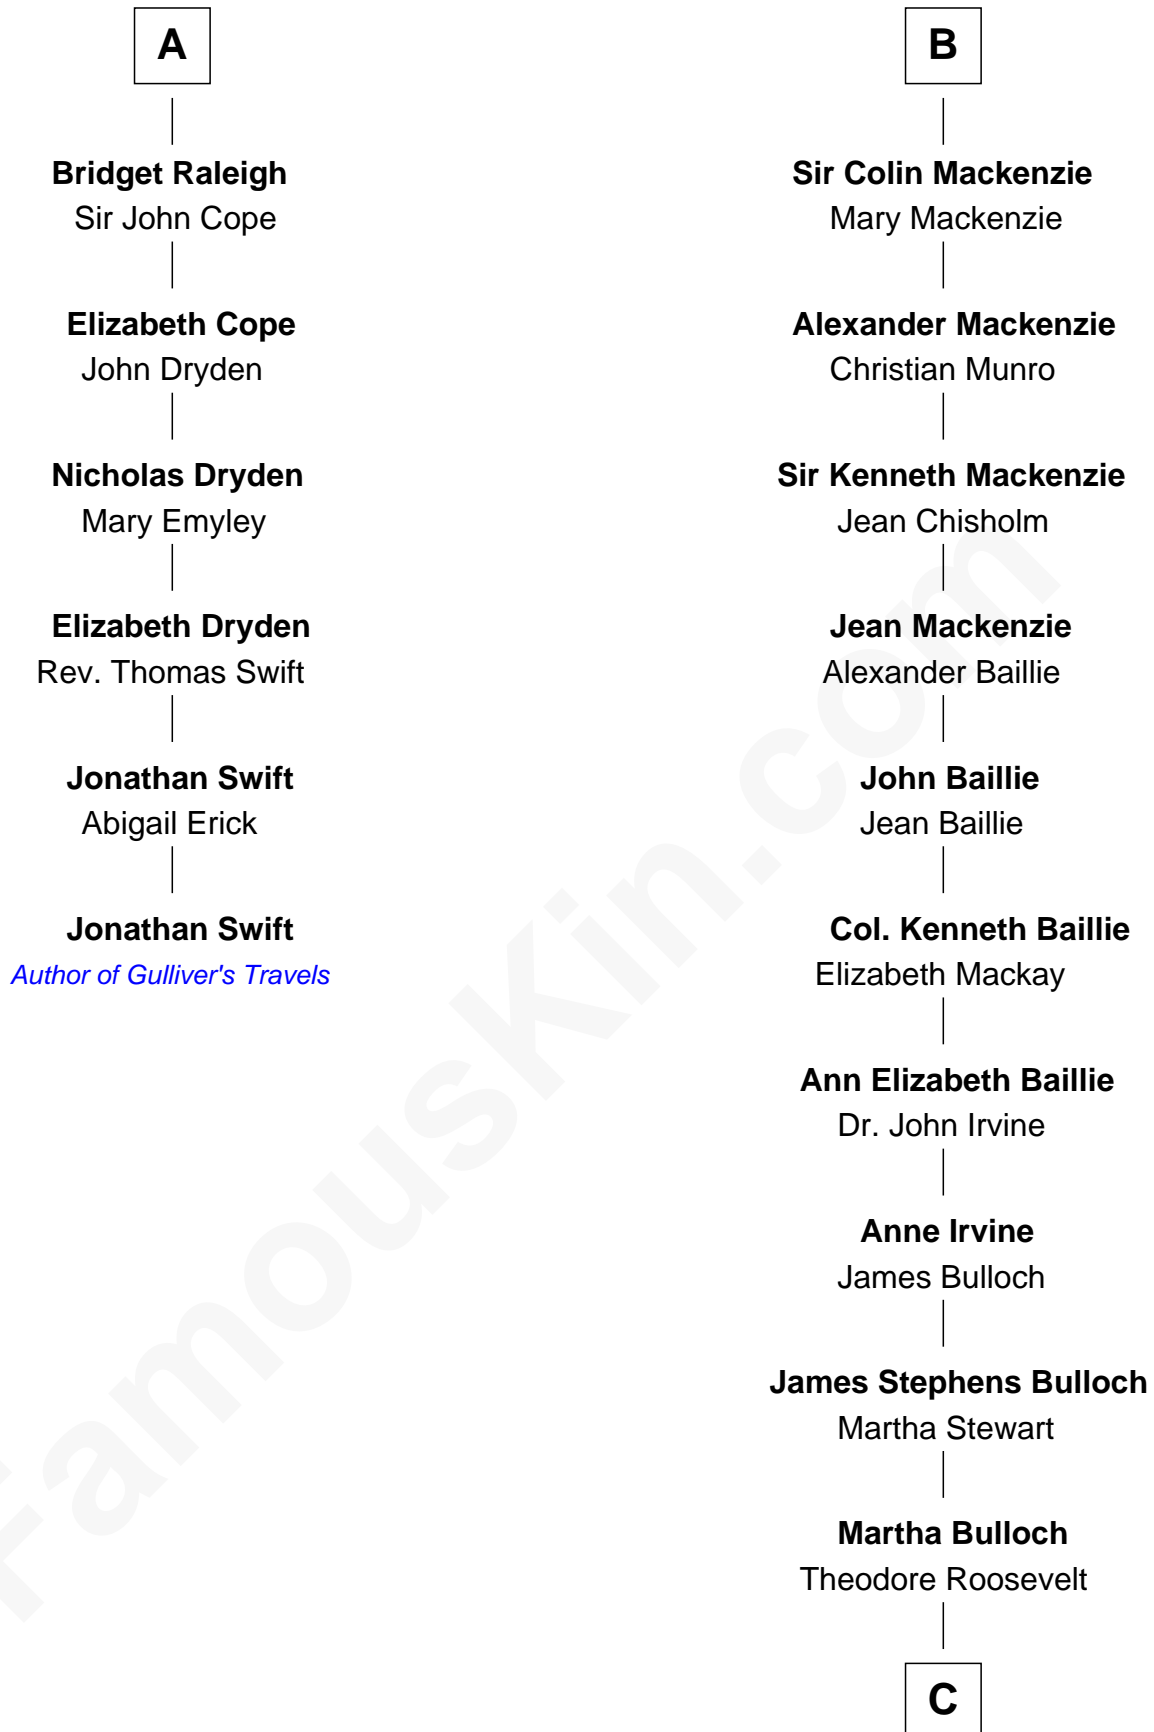 A
Bridget Raleigh
Sir John Cope
Elizabeth Cope
John Dryden
Nicholas Dryden
Mary Emyley
Elizabeth Dryden
Rev. Thomas Swift
Jonathan Swift
Abigail Erick
Jonathan Swift
Author of Gulliver's Travels
B
Sir Colin Mackenzie
Mary Mackenzie
Alexander Mackenzie
Christian Munro
Sir Kenneth Mackenzie
Jean Chisholm
Jean Mackenzie
Alexander Baillie
John Baillie
Jean Baillie
Col. Kenneth Baillie
Elizabeth Mackay
Ann Elizabeth Baillie
Dr. John Irvine
Anne Irvine
James Bulloch
James Stephens Bulloch
Martha Stewart
Martha Bulloch
Theodore Roosevelt
C
FamousKin.com